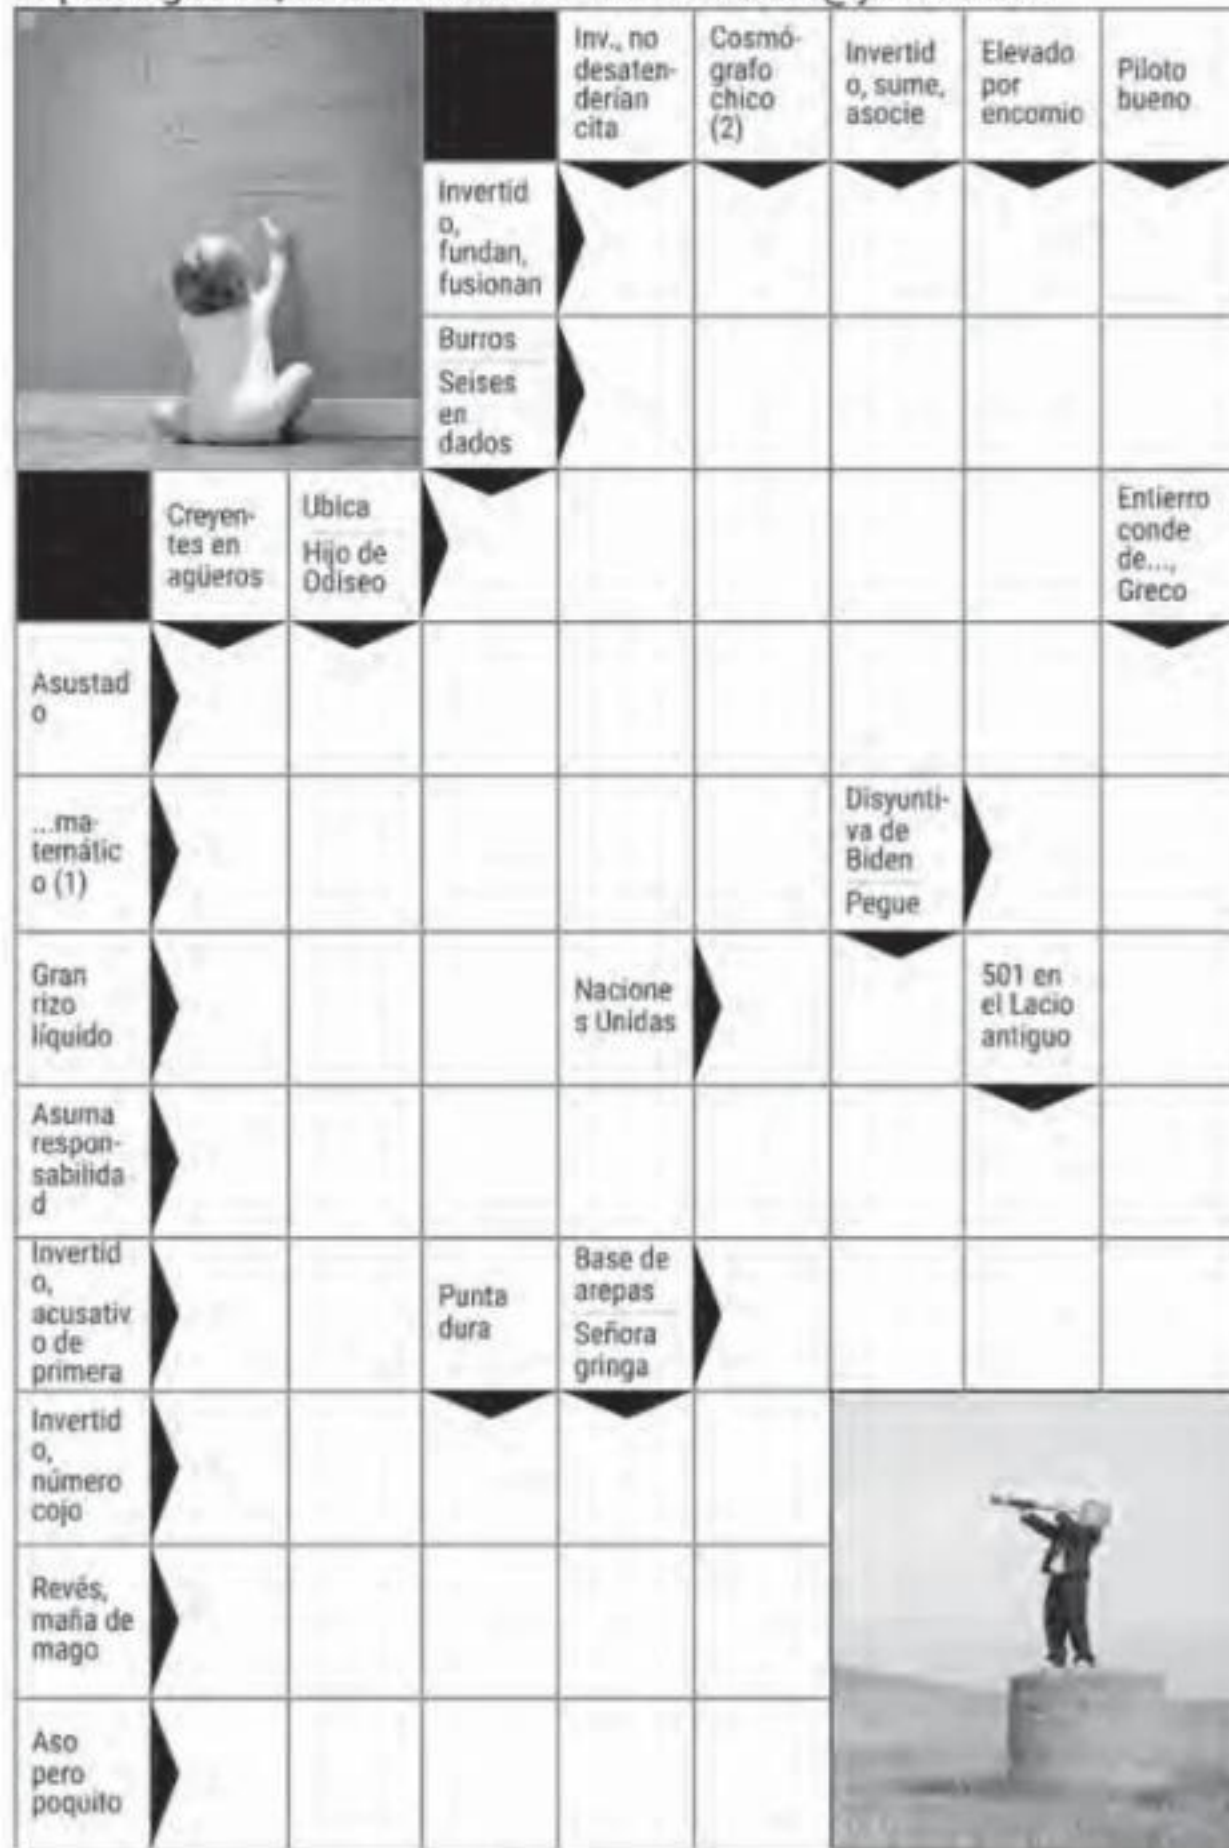 Inv., no
desaten-
derían
cita
Cosmó-
grafo
chico
(2)
Invertid
o, sume,
asocie
Elevado
por
encomio
Piloto
bueno
Invertid
o,
fundan,
fusionan
Burros
Seises
en
dados
Creyen-
tes en
agüeros
Ubica
Hijo de
Odiseo
Entierro
conde
de...,
Greco
Asustad
o
...ma-
temátic
o (1)
Disyunti-
va de
Biden
Pegue
Gran
rizo
líquido
Nacione
s Unidas
501 en
el Lacio
antiguo
Asuma
respon-
sabilida
d
Invertid
o,
acusativ
o de
primera
Punta
dura
Base de
arepas
Señora
gringa
Invertid
o,
número
cojo
Revés,
maña de
mago
Aso
pero
poquito